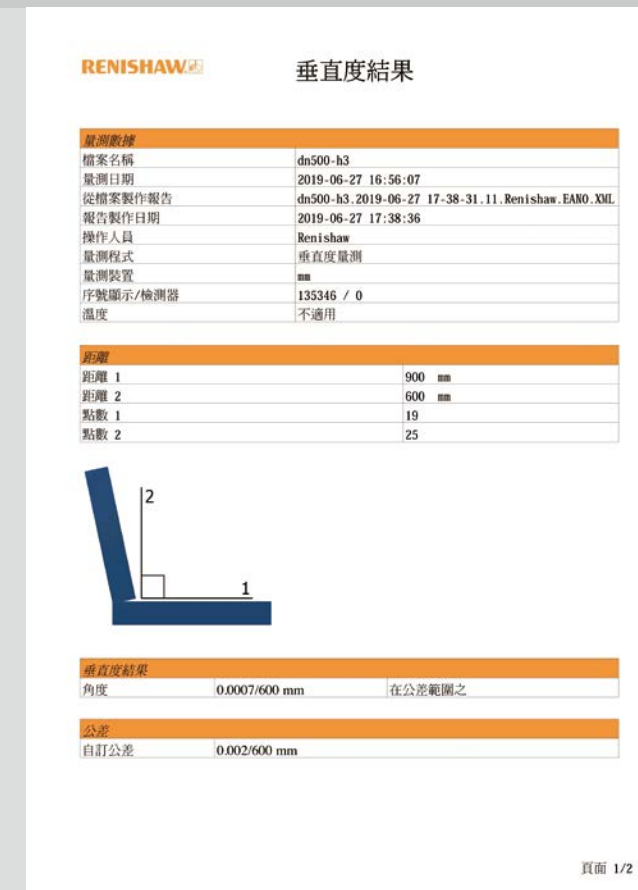 RENISHAW
垂直度結果
量測數據
檔案名稱 dn500-h3
量測日期 2019-06-27 16:56:07
從檔案製作報告 dn500-h3.2019-06-27 17-38-31.11.Renishaw.EANO.XML
報告製作日期 2019-06-27 17:38:36
操作人員 Renishaw
量測程式 垂直度量測
量測裝置 mm
序號顯示/檢測器 135346 / 0
溫度 不適用
距離
距離 1 900 mm
距離 2 600 mm
點數 1 19
點數 2 25
2
1
垂直度結果
角度 0.0007/600 mm 在公差範圍之
公差
自訂公差 0.002/600 mm
頁面 1/2